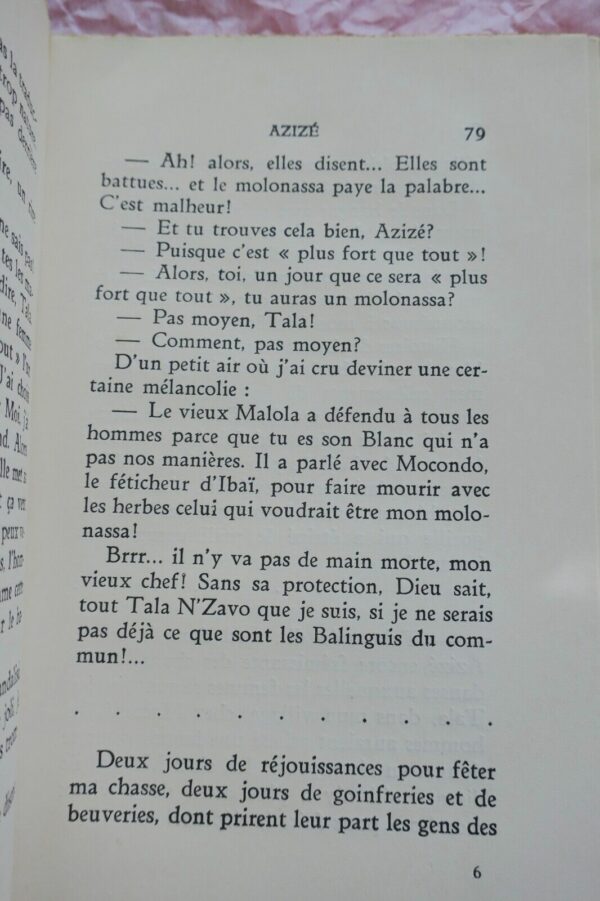 AZIZÉ 79
— Ah! alors, elles disent... Elles sont
battues... et le molonassa paye la palabre...
C'est malheur!
— Et tu trouves cela bien, Azizé?
— Puisque c'est « plus fort que tout »!
— Alors, toi, un jour que ce sera « plus
fort que tout », tu auras un molonassa?
— Pas moyen, Tala!
— Comment, pas moyen?
D'un petit air où j'ai cru deviner une cer-
taine mélancolie :
— Le vieux Malola a défendu à tous les
hommes parce que tu es son Blanc qui n'a
pas nos manières. Il a parlé avec Mocondo,
le féticheur d'Ibaï, pour faire mourir avec
les herbes celui qui voudrait être mon molo-
nassa!
Brrr... il n'y va pas de main morte, mon
vieux chef! Sans sa protection, Dieu sait,
tout Tala N'Zavo que je suis, si je ne serais
pas déjà ce que sont les Balinguis du com-
mun!...
. . . . . . . . . . . .
Deux jours de réjouissances pour fêter
ma chasse, deux jours de goinfreries et de
beuveries, dont prirent leur part les gens des
6